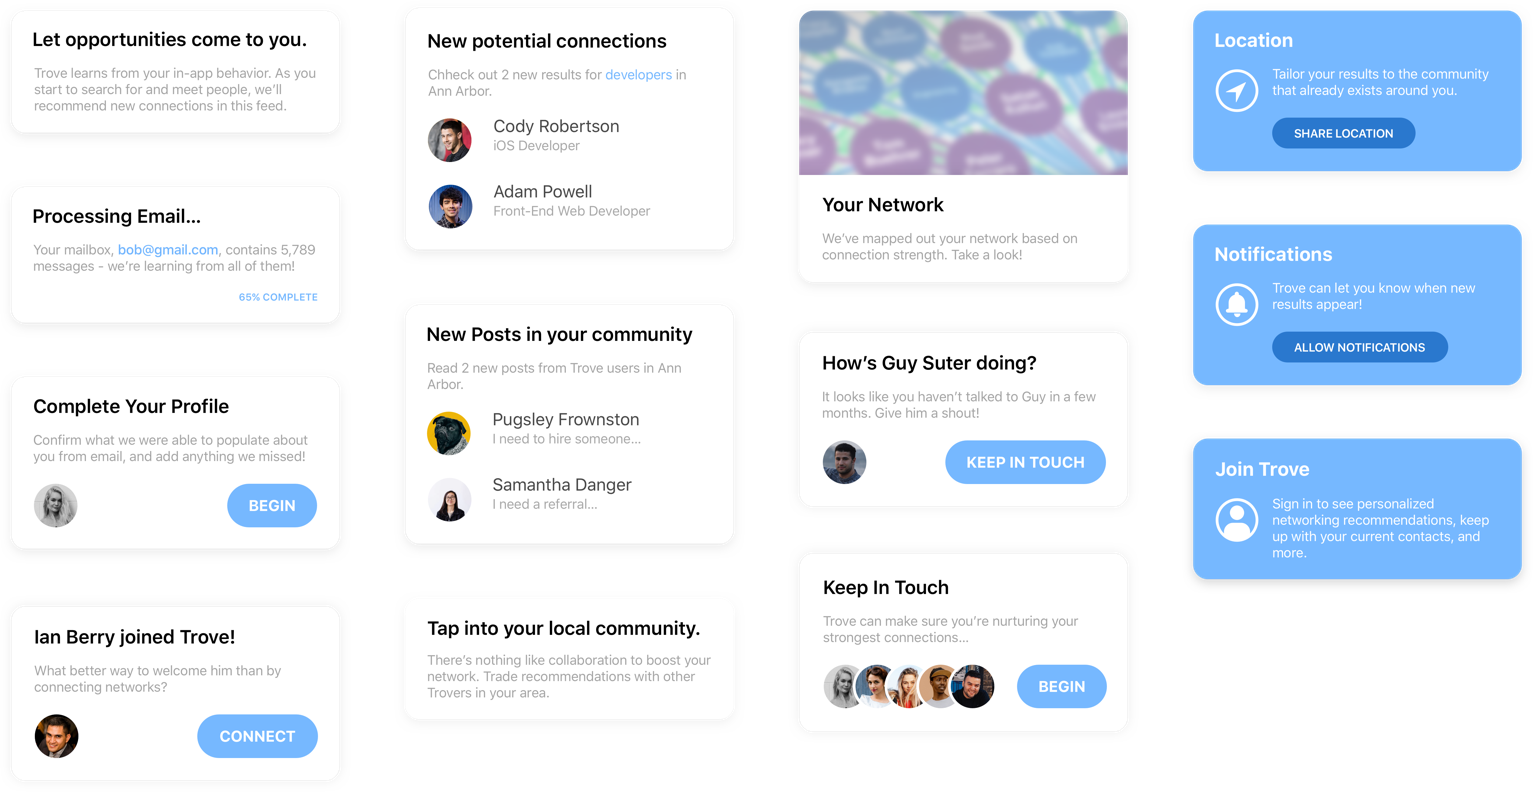 Let opportunities come to you.
Trove learns from your in-app behavior. As you
start to search for and meet people, we'll
recommend new connections in this feed.
Processing Email...
Your mailbox, bob@gmail.com, contains 5,789
messages - we're learning from all of them!
65% COMPLETE
Complete Your Profile
Confirm what we were able to populate about
you from email, and add anything we missed!
BEGIN
Ian Berry joined Trove!
What better way to welcome him than by
connecting networks?
CONNECT
New potential connections
Chheck out 2 new results for developers in
Ann Arbor.
Cody Robertson
iOS Developer
Adam Powell
Front-End Web Developer
New Posts in your community
Read 2 new posts from Trove users in Ann
Arbor.
Pugsley Frownston
I need to hire someone...
Samantha Danger
I need a referral...
Tap into your local community.
There's nothing like collaboration to boost your
network. Trade recommendations with other
Trovers in your area.
Your Network
We've mapped out your network based on
connection strength. Take a look!
How's Guy Suter doing?
It looks like you haven't talked to Guy in a few
months. Give him a shout!
KEEP IN TOUCH
Keep In Touch
Trove can make sure you're nurturing your
strongest connections...
BEGIN
Location
Tailor your results to the community
that already exists around you.
SHARE LOCATION
Notifications
Trove can let you know when new
results appear!
ALLOW NOTIFICATIONS
Join Trove
Sign in to see personalized
networking recommendations, keep
up with your current contacts, and
more.